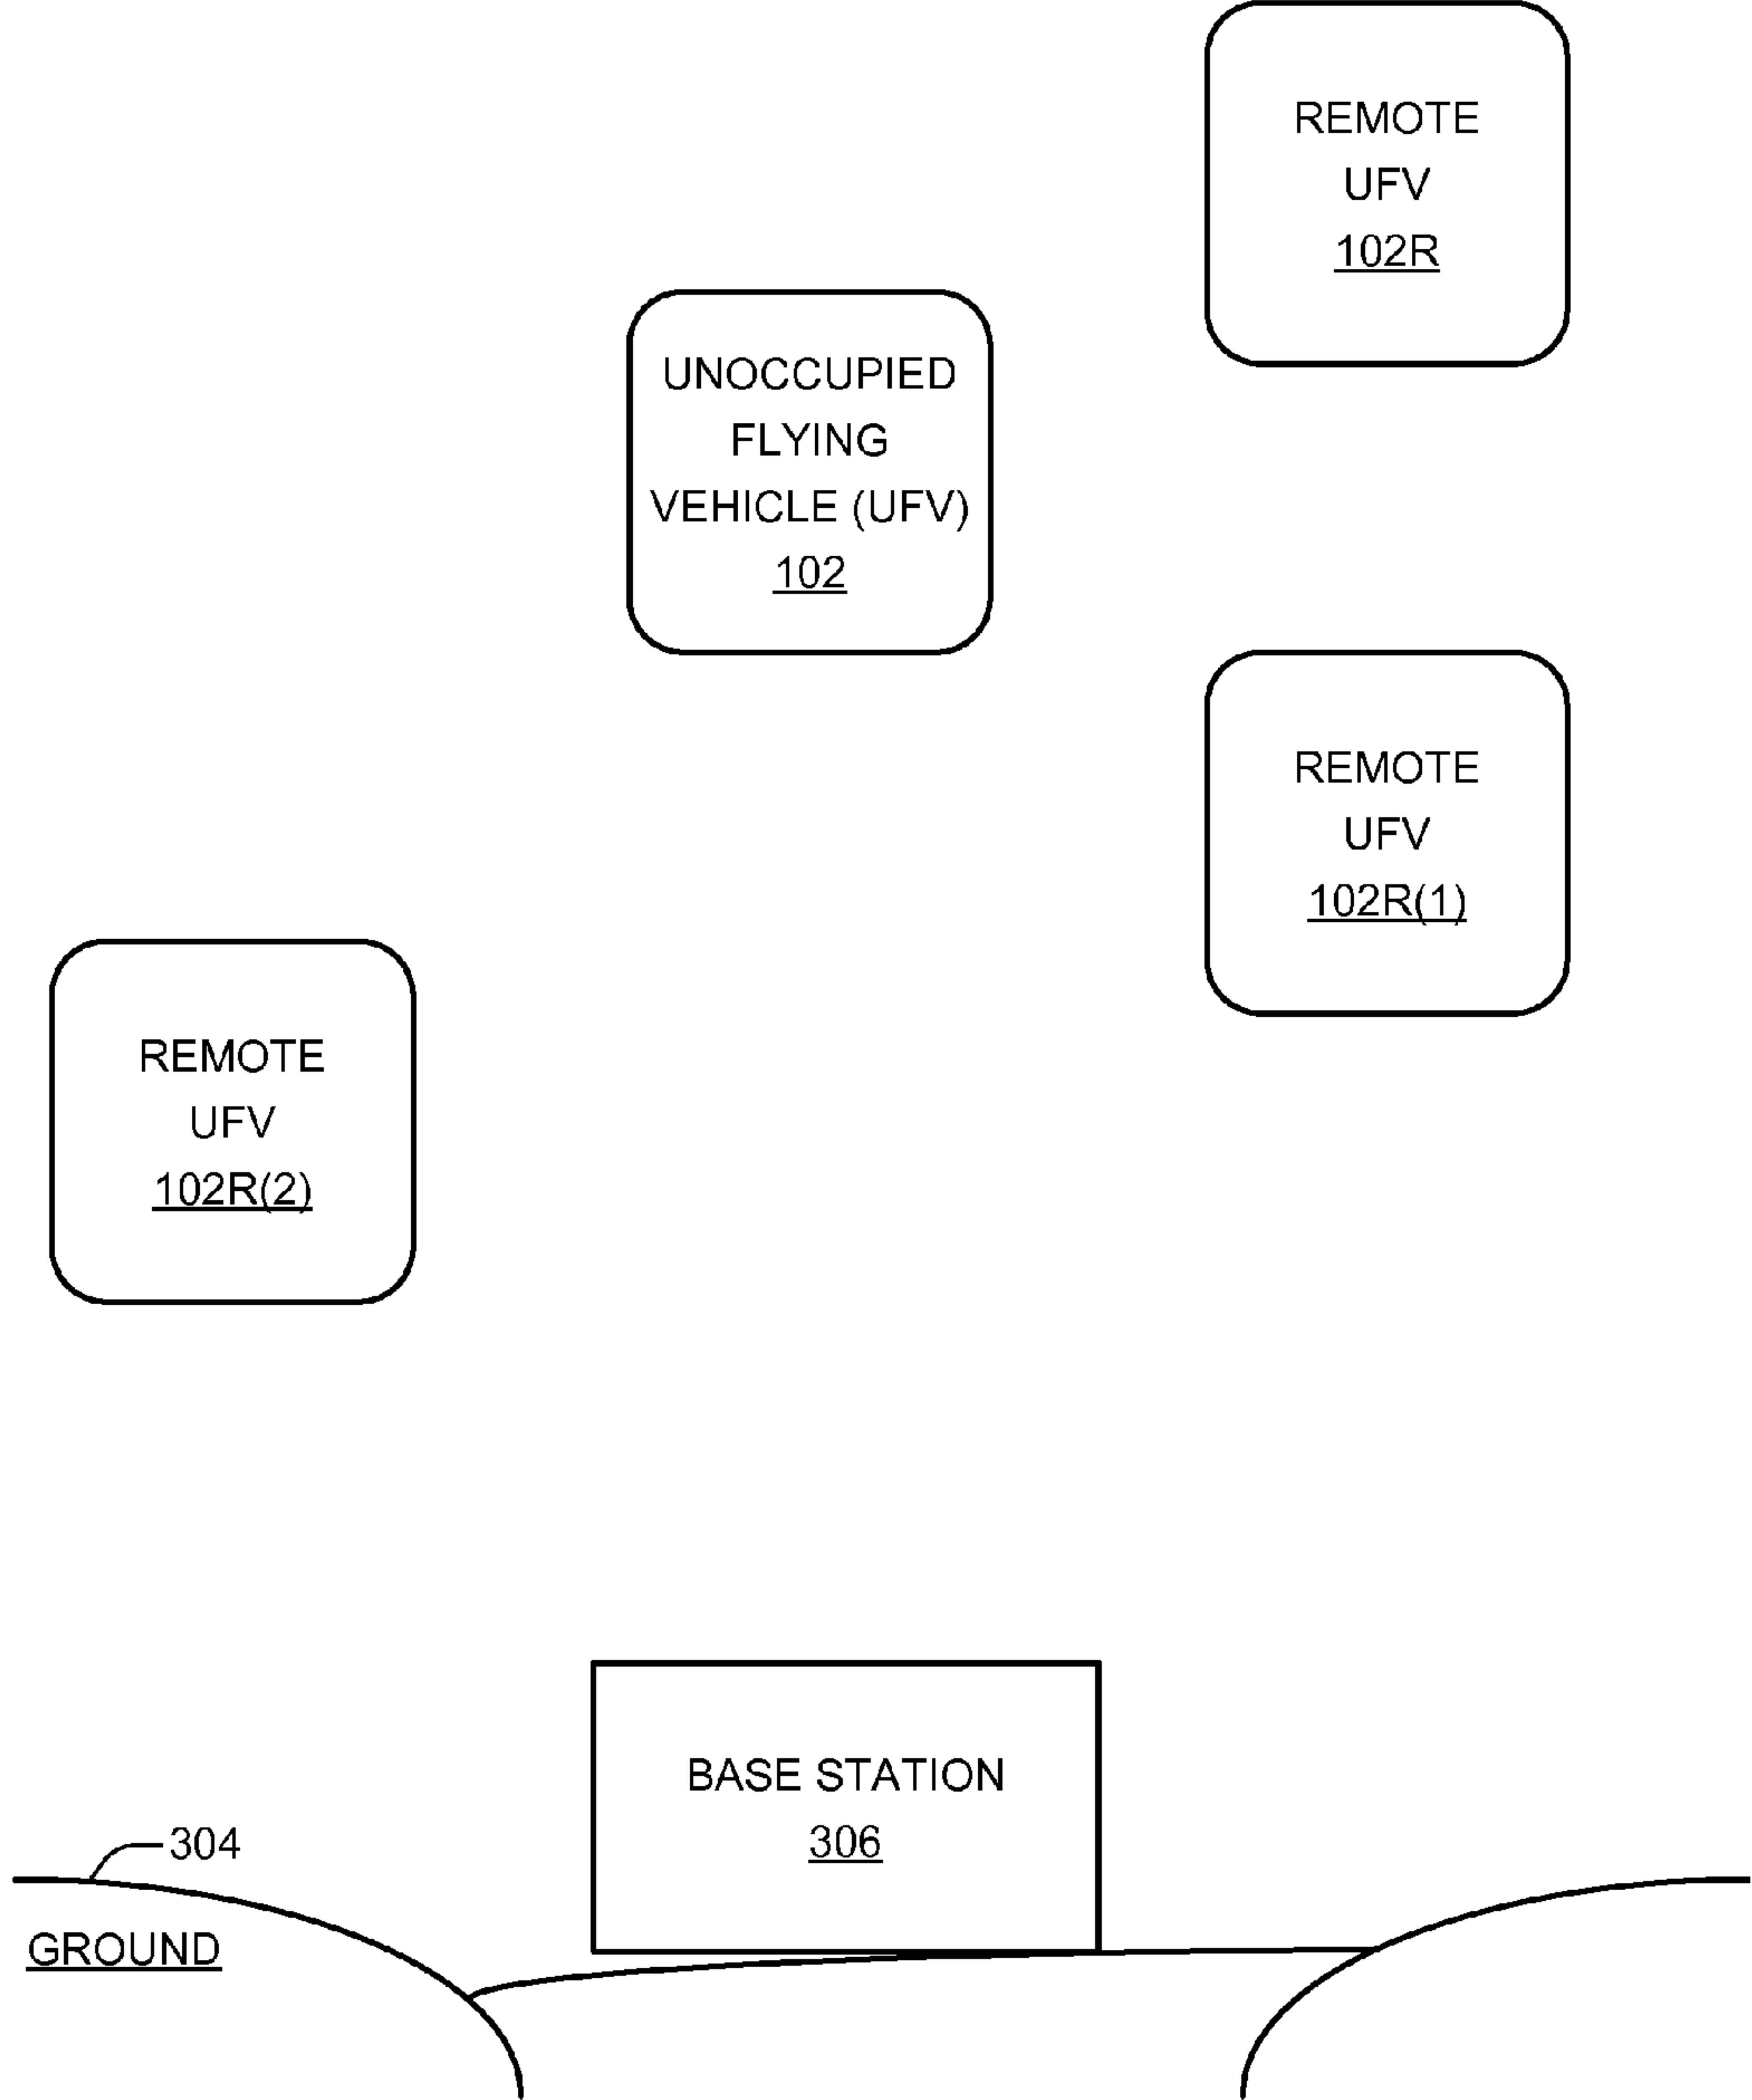 REMOTE
UFV
102R
UNOCCUPIED
FLYING
VEHICLE (UFV)
102
REMOTE
UFV
102R(1)
REMOTE
UFV
102R(2)
BASE STATION
306
304
GROUND